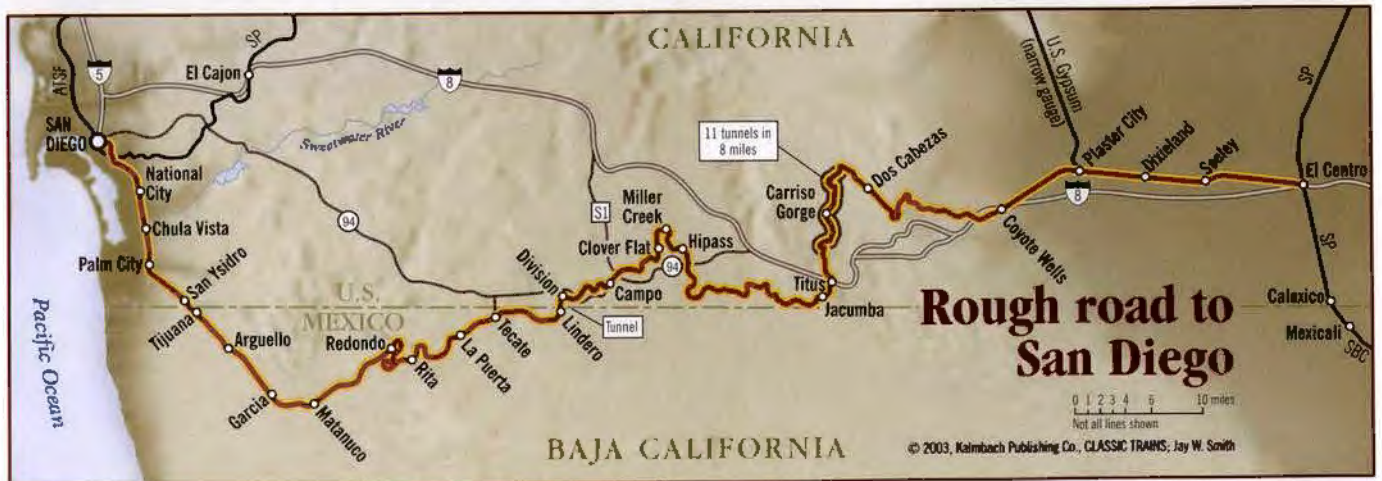 CALIFORNIA
SP
5
ATSF
El Cajon
8
SAN
DIEGO
Sweetwater River
U.S. Gypsum
(narrow gauge)
SP
11 tunnels in
8 miles
National
City
Chula Vista
Palm City
San Ysidro
Tijuana
94
S1
Miller
Creek
Clover Flat
Hipass
94
Division
Campo
Carriso
Gorge
Dos Cabezas
Titus
Jacumba
Coyote Wells
Plaster City
8
Dixieland
Seeley
El Centro
SP
Calexico
Mexicali
SBC
U.S.
MEXICO
Arguello
Garcia
Matanuco
Redondo
Rita
La Puerta
Tecate
Lindero
Tunnel
Pacific Ocean
BAJA CALIFORNIA
Rough road to
San Diego
0 1 2 3 4 6 10 miles
Not all lines shown
© 2003, Kalmbach Publishing Co., CLASSIC TRAINS; Jay W. Smith